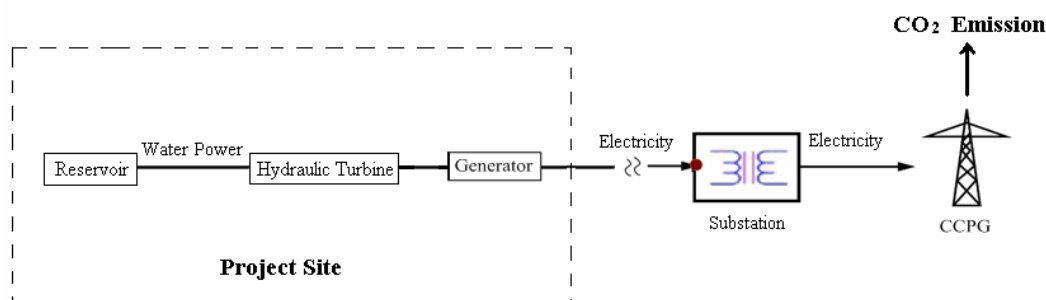 CO₂ Emission
Water Power
Electricity
Electricity
Reservoir
Hydraulic Turbine
Generator
Substation
CCPG
Project Site